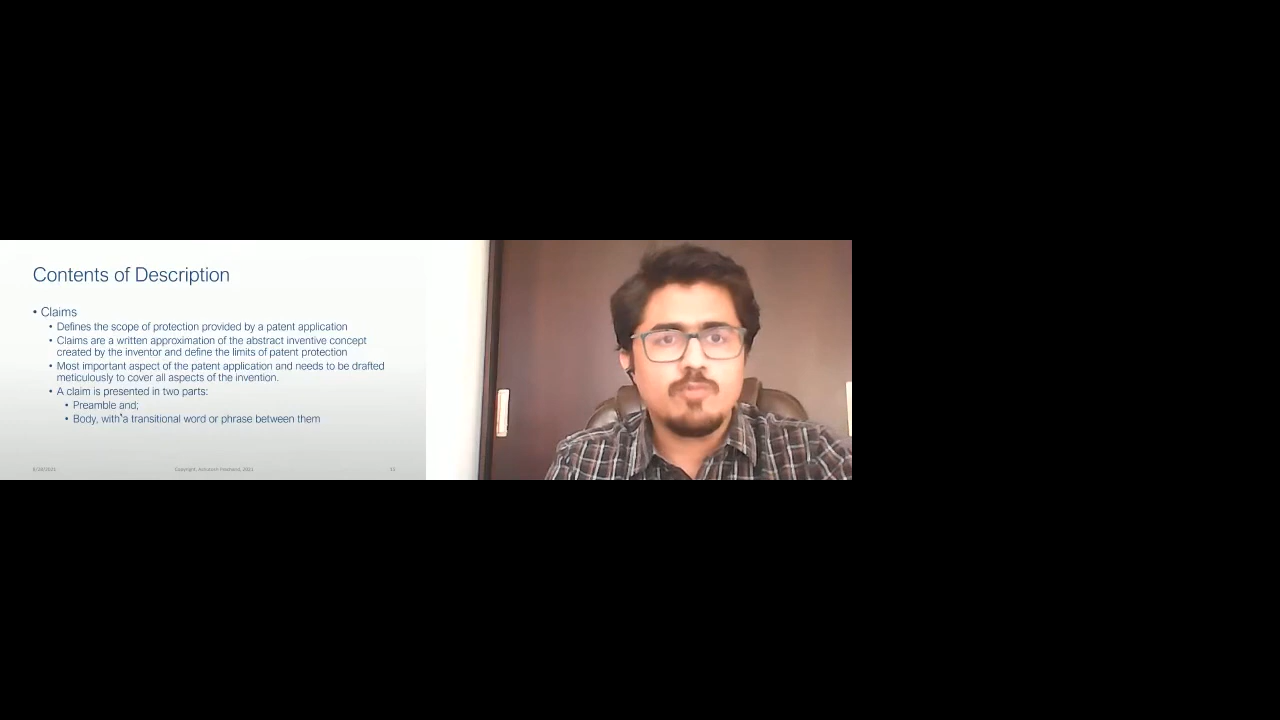 Contents of Description
• Claims
• Defines the scope of protection provided by a patent application
• Claims are a written approximation of the abstract inventive concept
created by the inventor and define the limits of patent protection
• Most important aspect of the patent application and needs to be drafted
meticulously to cover all aspects of the invention.
• A claim is presented in two parts:
• Preamble and;
• Body, with a transitional word or phrase between them